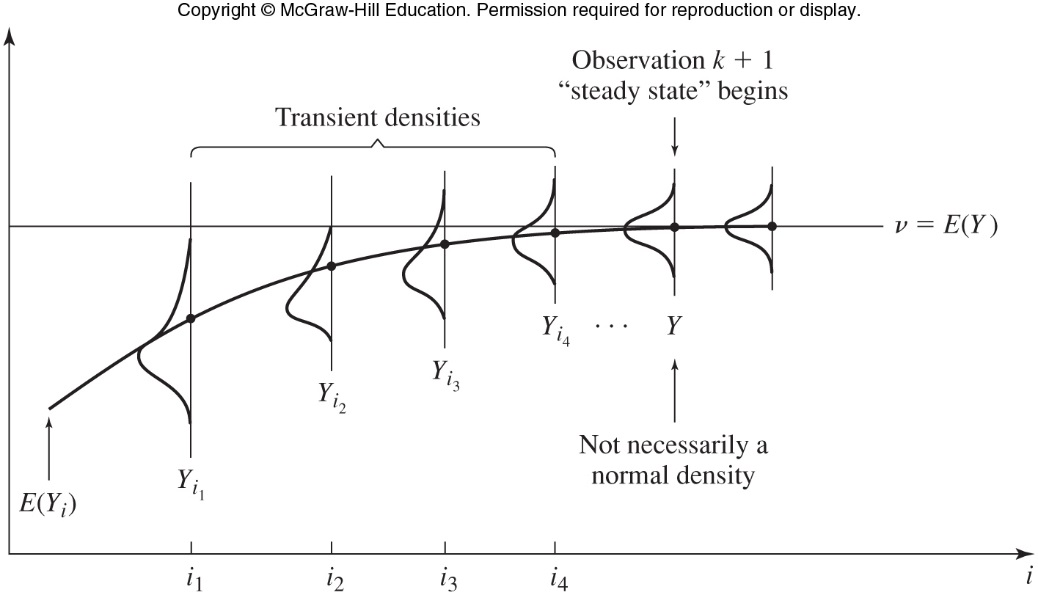 Copyright © McGraw-Hill Education. Permission required for reproduction or display.
Observation k + 1
“steady state” begins
Transient densities
ν = E(Y)
Y_{i_4} · · · Y
Y_{i_3}
Y_{i_2}
Not necessarily a
normal density
Y_{i_1}
E(Y_i)
i_1 i_2 i_3 i_4 i